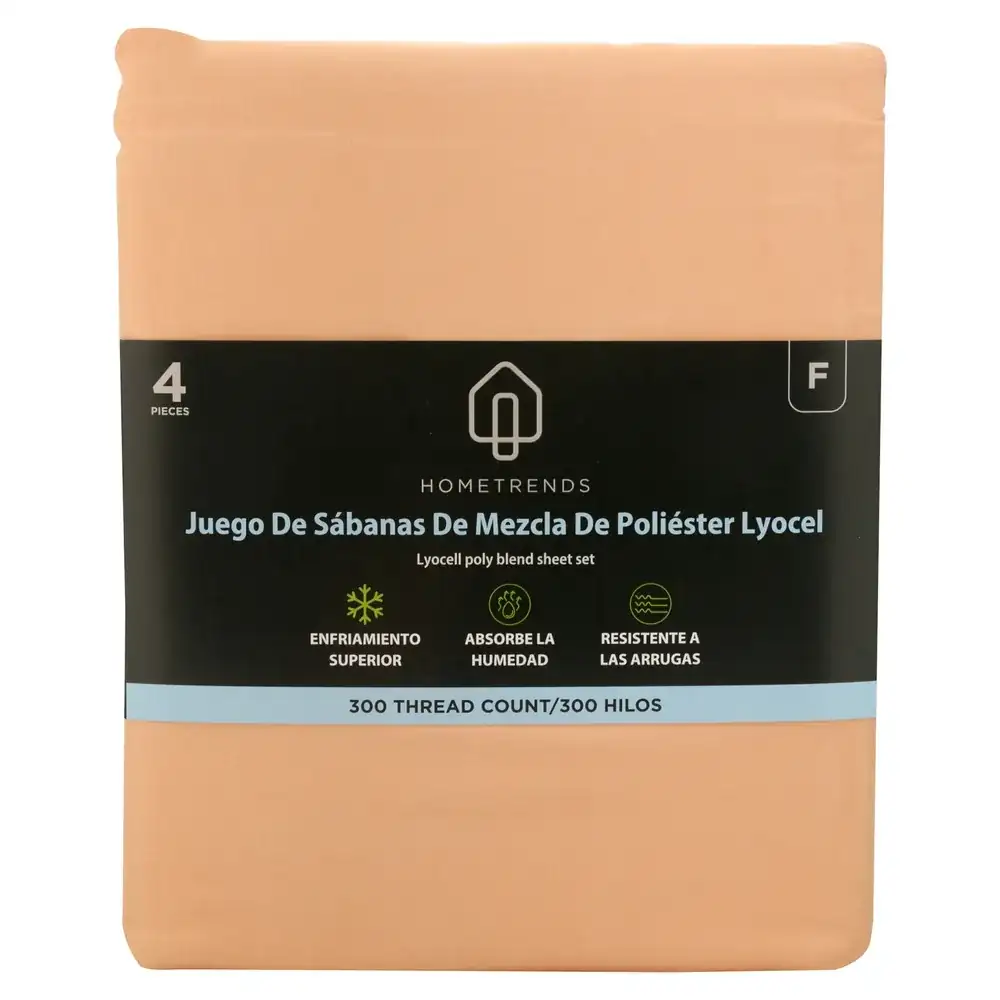 4
PIECES
F
HOMETRENDS
Juego De Sábanas De Mezcla De Poliéster Lyocel
Lyocell poly blend sheet set
ENFRIAMIENTO
SUPERIOR
ABSORBE LA
HUMEDAD
RESISTENTE A
LAS ARRUGAS
300 THREAD COUNT/300 HILOS